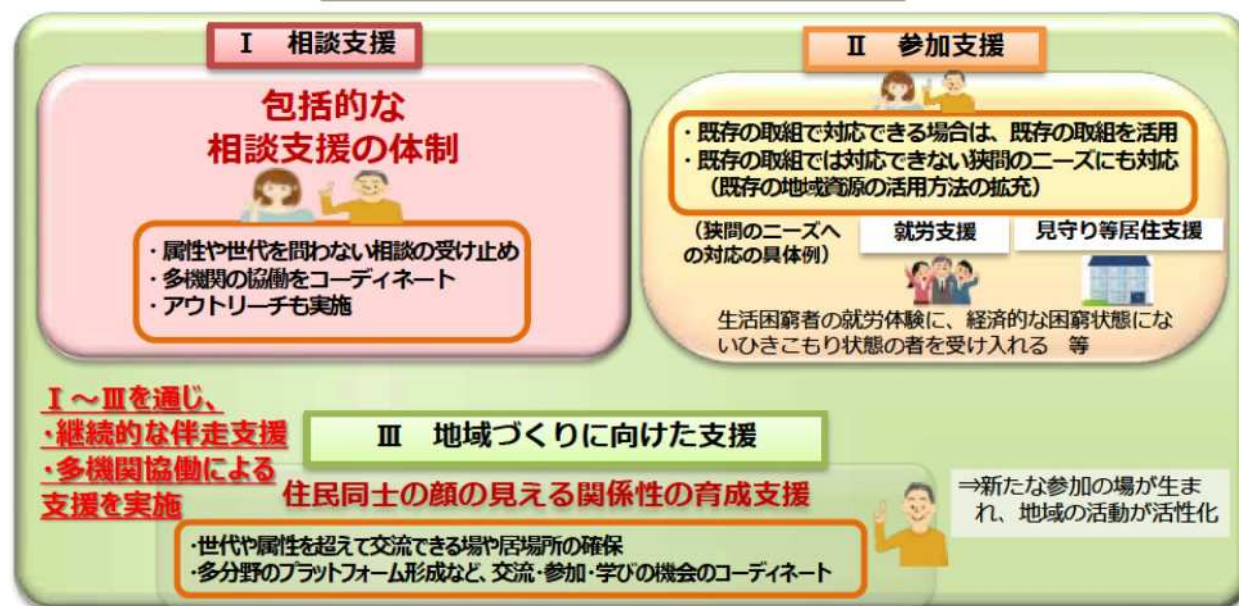 Ⅰ 相談支援
包括的な
相談支援の体制
・属性や世代を問わない相談の受け止め
・多機関の協働をコーディネート
・アウトリーチも実施
Ⅱ 参加支援
・既存の取組で対応できる場合は、既存の取組を活用
・既存の取組では対応できない狭間のニーズにも対応
（既存の地域資源の活用方法の拡充）
（狭間のニーズへ
の対応の具体例）
就労支援
見守り等居住支援
生活困窮者の就労体験に、経済的な困窮状態にな
いひきこもり状態の者を受け入れる 等
Ⅰ～Ⅲを通じ、
・継続的な伴走支援
・多機関協働による
支援を実施
Ⅲ 地域づくりに向けた支援
住民同士の顔の見える関係性の育成支援
・世代や属性を超えて交流できる場や居場所の確保
・多分野のプラットフォーム形成など、交流・参加・学びの機会のコーディネート
⇒新たな参加の場が生ま
れ、地域の活動が活性化